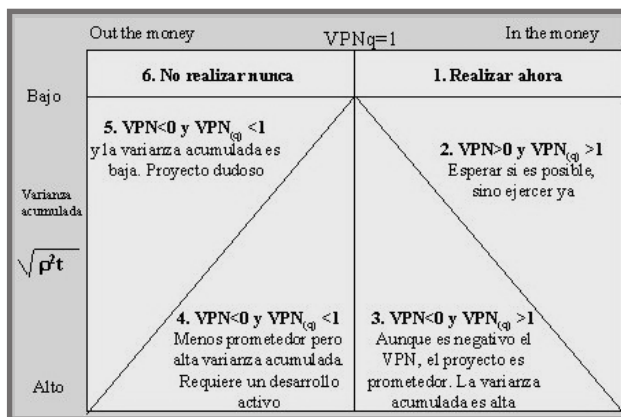 Out the money
VPNq=1
In the money
6. No realizar nunca
1. Realizar ahora
Bajo
5. VPN<0 y VPN(q) <1
y la varianza acumulada es
baja. Proyecto dudoso
2. VPN>0 y VPN(q) >1
Esperar si es posible,
sino ejercer ya
Varianza
acumulada
√ρ²t
4. VPN<0 y VPN(q) <1
Menos prometedor pero
alta varianza acumulada
Requiere un desarrollo
activo
3. VPN<0 y VPN(q) >1
Aunque es negativo el
VPN, el proyecto es
prometedor. La varianza
acumulada es alta
Alto